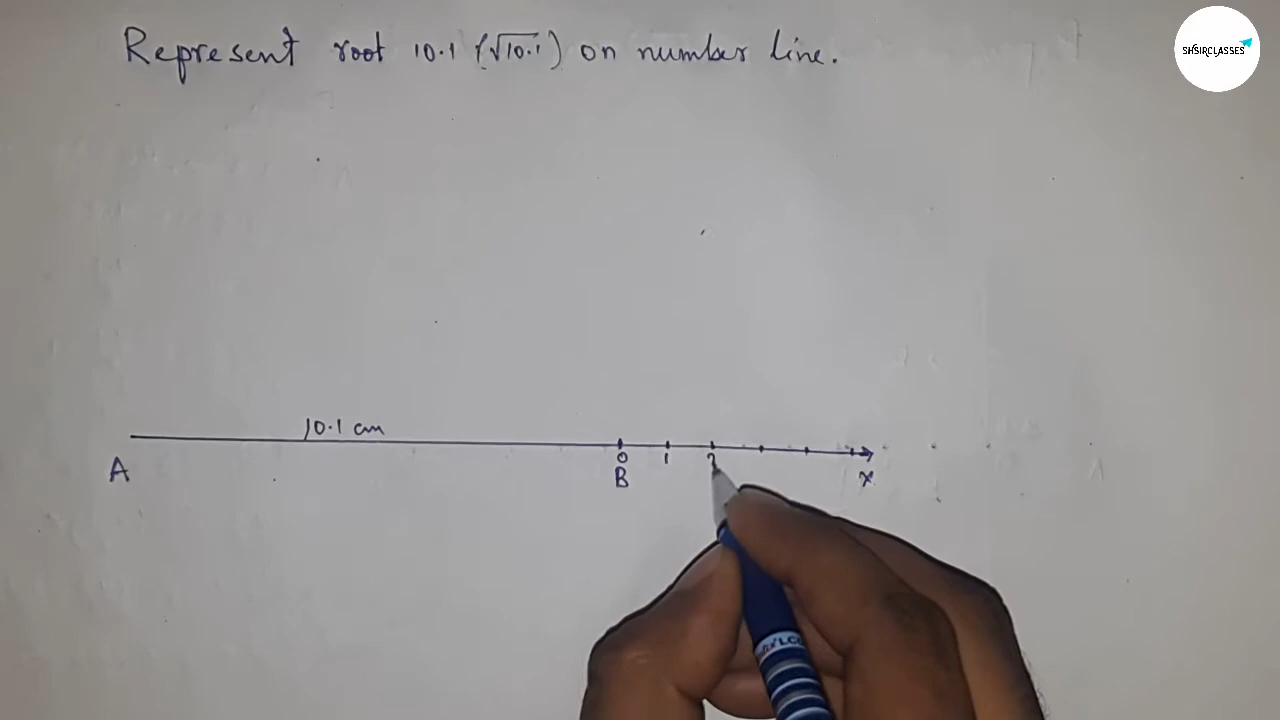 Represent root 10.1 (√10.1) on number line.
SHSIRCLASSES
10.1 cm
0 1 2
A B X